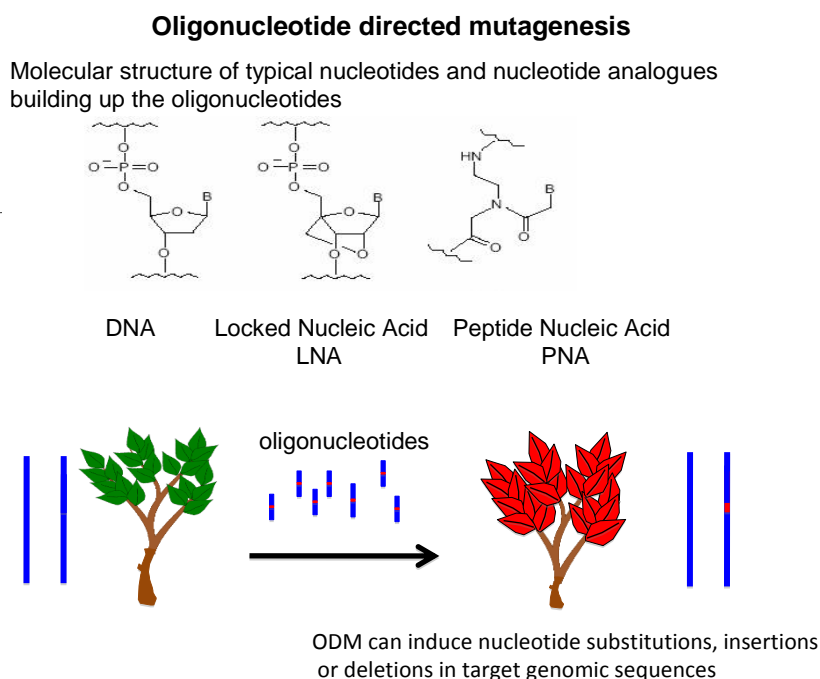 Oligonucleotide directed mutagenesis
Molecular structure of typical nucleotides and nucleotide analogues
building up the oligonucleotides
O
O
P
O
O
O
B
O
O
O
P
O
O
O
B
O
O
HN
N
B
O
O
DNA
Locked Nucleic Acid
LNA
Peptide Nucleic Acid
PNA
oligonucleotides
ODM can induce nucleotide substitutions, insertions
or deletions in target genomic sequences